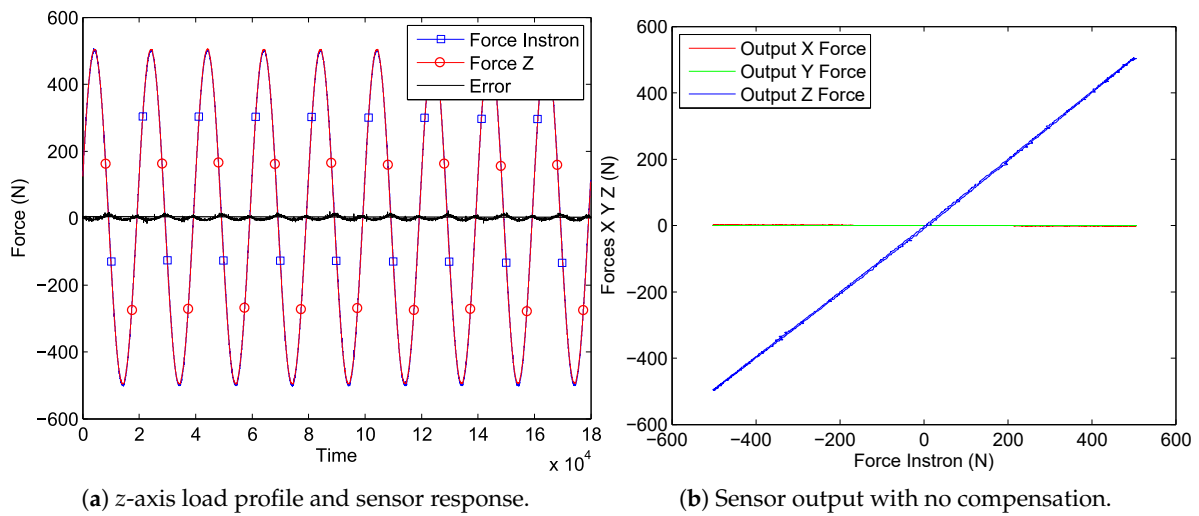 600
400
200
0
−200
−400
−600
Force (N)
Force Instron
Force Z
Error
0 2 4 6 8 10 12 14 16 18
Time
x 10^4
(a) z-axis load profile and sensor response.
600
400
200
0
−200
−400
−600
Forces X Y Z (N)
Output X Force
Output Y Force
Output Z Force
−600 −400 −200 0 200 400 600
Force Instron (N)
(b) Sensor output with no compensation.